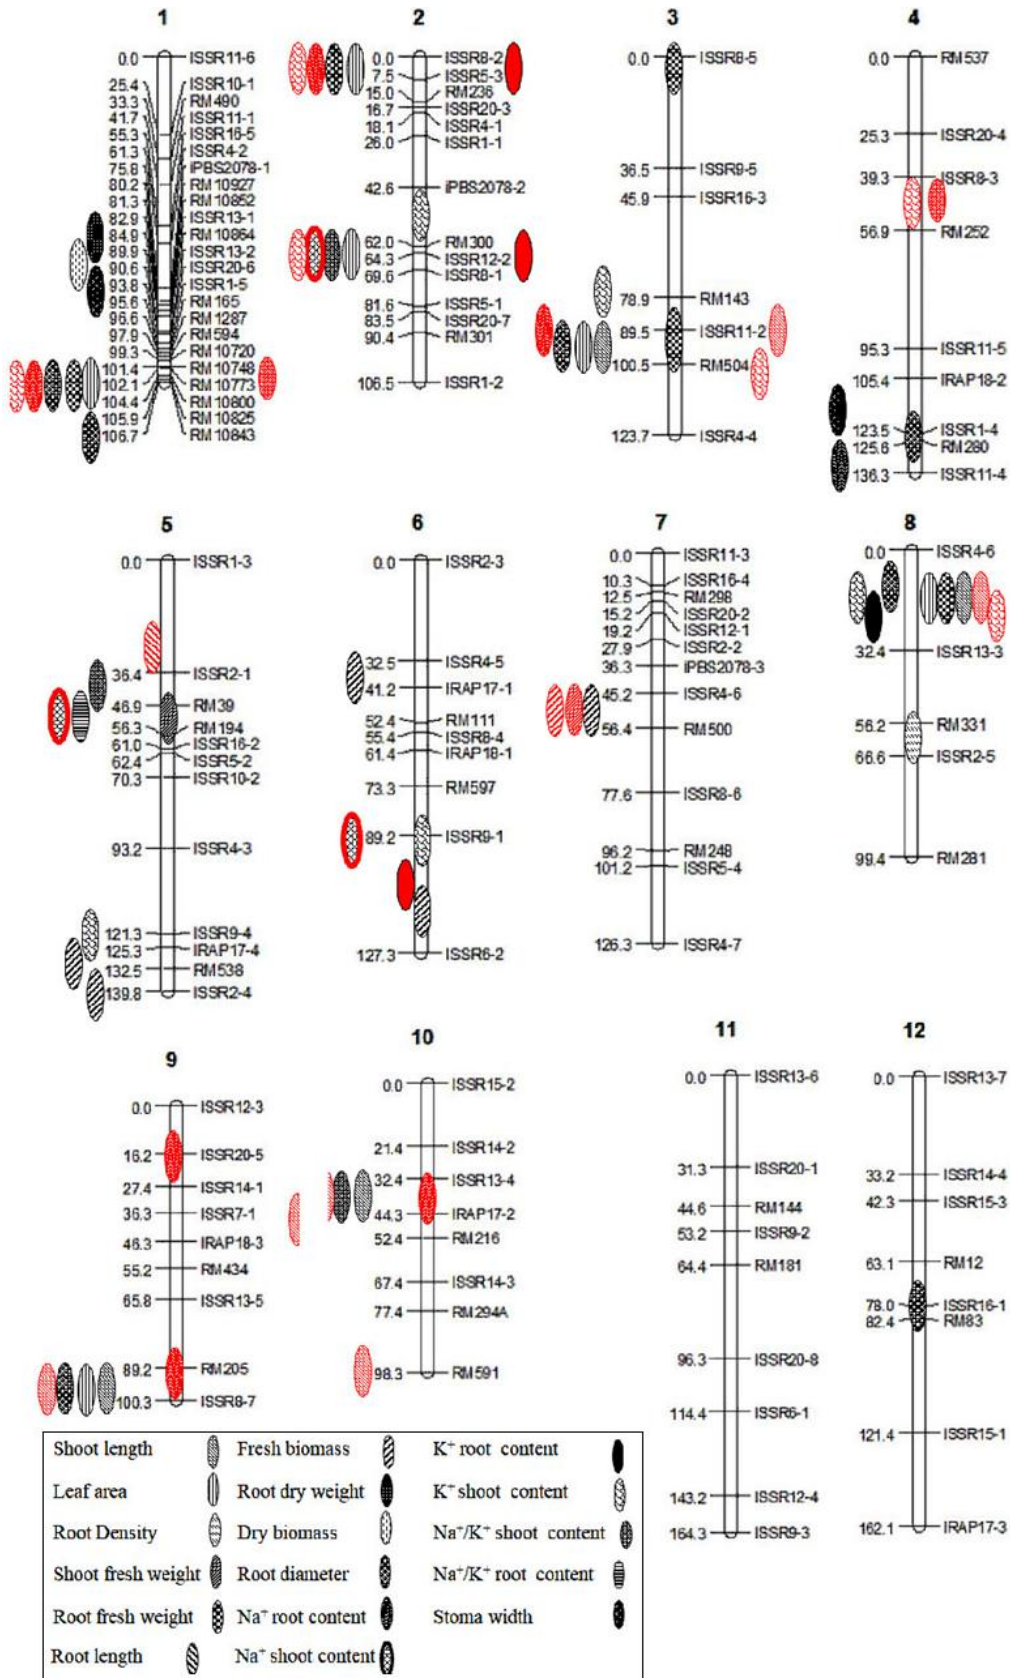 1
0.0 ISSR11-6
25.4 ISSR10-1
33.3 RM490
41.7 ISSR11-1
55.3 ISSR16-5
61.3 ISSR4-2
75.8 iPBS2078-1
80.2 RM10927
81.3 RM10852
82.9 ISSR13-1
84.9 RM10864
89.9 ISSR13-2
90.6 ISSR20-6
93.8 ISSR1-5
95.6 RM165
96.6 RM1287
97.9 RM594
99.3 RM10720
101.4 RM10748
102.1 RM10773
104.4 RM10800
105.9 RM10825
106.7 RM10843
2
0.0 ISSR8-2
7.5 ISSR5-3
15.0 RM236
16.7 ISSR20-3
18.1 ISSR4-1
26.0 ISSR1-1
42.6 iPBS2078-2
62.0 RM300
64.3 ISSR12-2
69.6 ISSR8-1
81.6 ISSR5-1
83.5 ISSR20-7
90.4 RM301
106.5 ISSR1-2
3
0.0 ISSR8-5
36.5 ISSR9-5
45.9 ISSR16-3
78.9 RM143
89.5 ISSR11-2
100.5 RM504
123.7 ISSR4-4
4
0.0 RM537
25.3 ISSR20-4
39.3 ISSR8-3
56.9 RM252
95.3 ISSR11-5
105.4 IRAP18-2
123.5 ISSR1-4
125.6 RM280
136.3 ISSR11-4
5
0.0 ISSR1-3
36.4 ISSR2-1
46.9 RM39
56.3 RM194
61.0 ISSR16-2
62.4 ISSR5-2
70.3 ISSR10-2
93.2 ISSR4-3
121.3 ISSR9-4
125.3 IRAP17-4
132.5 RM538
139.8 ISSR2-4
6
0.0 ISSR2-3
32.5 ISSR4-5
41.2 IRAP17-1
52.4 RM111
55.4 ISSR8-4
61.4 IRAP18-1
73.3 RM597
89.2 ISSR9-1
127.3 ISSR6-2
7
0.0 ISSR11-3
10.3 ISSR16-4
12.5 RM298
15.2 ISSR20-2
19.2 ISSR12-1
27.9 ISSR2-2
36.3 iPBS2078-3
45.2 ISSR4-6
56.4 RM500
77.6 ISSR8-6
96.2 RM248
101.2 ISSR5-4
126.3 ISSR4-7
8
0.0 ISSR4-6
32.4 ISSR13-3
56.2 RM331
66.6 ISSR2-5
99.4 RM281
9
0.0 ISSR12-3
16.2 ISSR20-5
27.4 ISSR14-1
36.3 ISSR7-1
46.3 IRAP18-3
55.2 RM434
65.8 ISSR13-5
89.2 RM205
100.3 ISSR8-7
10
0.0 ISSR15-2
21.4 ISSR14-2
32.4 ISSR13-4
44.3 IRAP17-2
52.4 RM216
67.4 ISSR14-3
77.4 RM294A
98.3 RM591
11
0.0 ISSR13-6
31.3 ISSR20-1
44.6 RM144
53.2 ISSR9-2
64.4 RM181
96.3 ISSR20-8
114.4 ISSR6-1
143.2 ISSR12-4
164.3 ISSR9-3
12
0.0 ISSR13-7
33.2 ISSR14-4
42.3 ISSR15-3
63.1 RM12
78.0 ISSR16-1
82.4 RM83
121.4 ISSR15-1
162.1 IRAP17-3
Shoot length Fresh biomass K⁺ root content
Leaf area Root dry weight K⁺ shoot content
Root Density Dry biomass Na⁺/K⁺ shoot content
Shoot fresh weight Root diameter Na⁺/K⁺ root content
Root fresh weight Na⁺ root content Stoma width
Root length Na⁺ shoot content